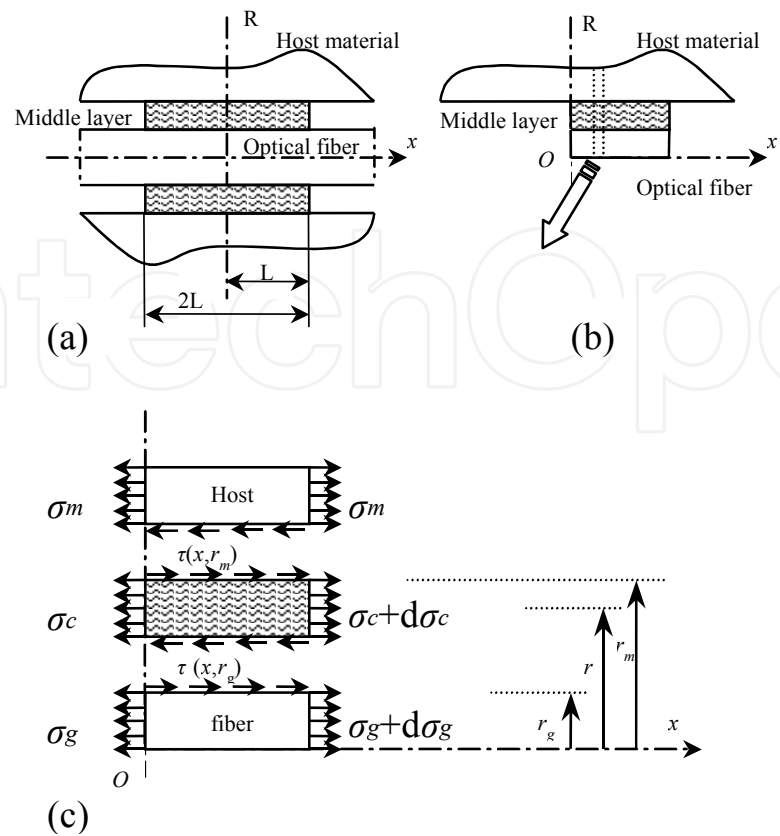 R
Host material
Middle layer
Optical fiber
x
L
2L
(a)
R
Host material
Middle layer
x
O
Optical fiber
(b)
ntechOpe
Host
σm
σm
τ(x,rm)
σc
σc+dσc
τ (x,rg)
r
rm
fiber
σg
σg+dσg
rg
x
O
(c)